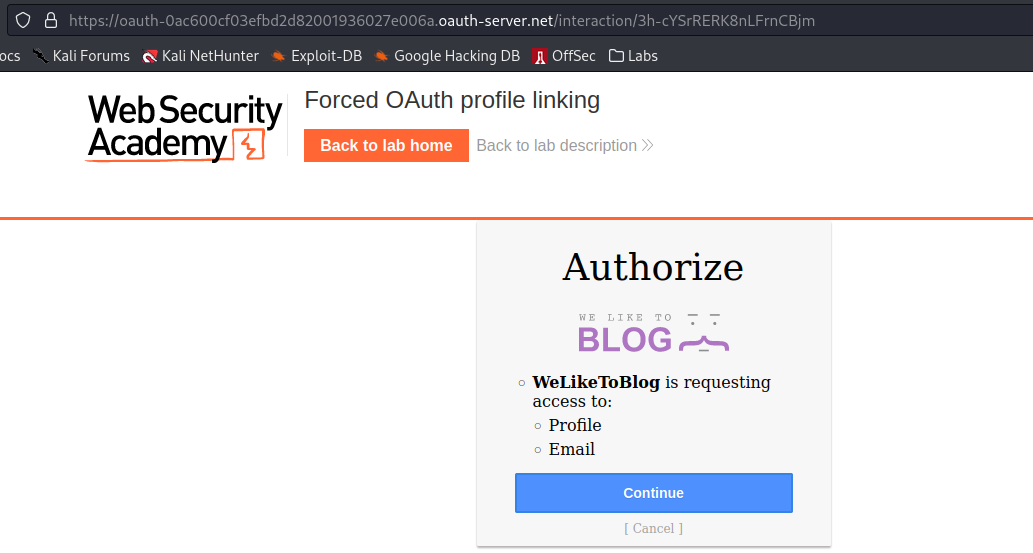 https://oauth-0ac600cf03efbd2d82001936027e006a.oauth-server.net/interaction/3h-cYSrRERK8nLFrnCBjm
ocs Kali Forums Kali NetHunter Exploit-DB Google Hacking DB OffSec Labs
Web Security
Academy
Forced OAuth profile linking
Back to lab home Back to lab description
Authorize
WE LIKE TO
BLOG
WeLikeToBlog is requesting
access to:
Profile
Email
Continue
[ Cancel ]